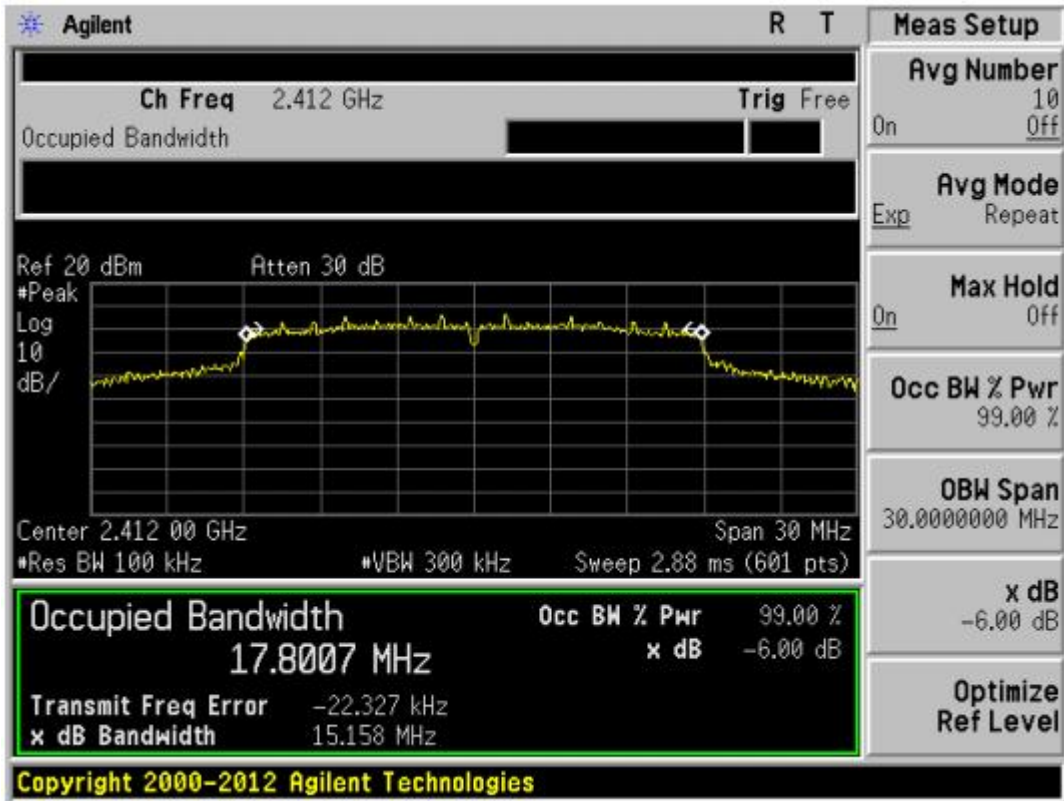 Agilent R T Meas Setup
Ch Freq 2.412 GHz Trig Free
Occupied Bandwidth
Avg Number
10
On Off
Avg Mode
Exp Repeat
Max Hold
On Off
Occ BW % Pwr
99.00 %
OBW Span
30.0000000 MHz
x dB
-6.00 dB
Optimize
Ref Level
Ref 20 dBm Atten 30 dB
#Peak
Log
10
dB/
Center 2.412 00 GHz Span 30 MHz
#Res BW 100 kHz #VBW 300 kHz Sweep 2.88 ms (601 pts)
Occupied Bandwidth Occ BW % Pwr 99.00 %
17.8007 MHz x dB -6.00 dB
Transmit Freq Error -22.327 kHz
x dB Bandwidth 15.158 MHz
Copyright 2000-2012 Agilent Technologies